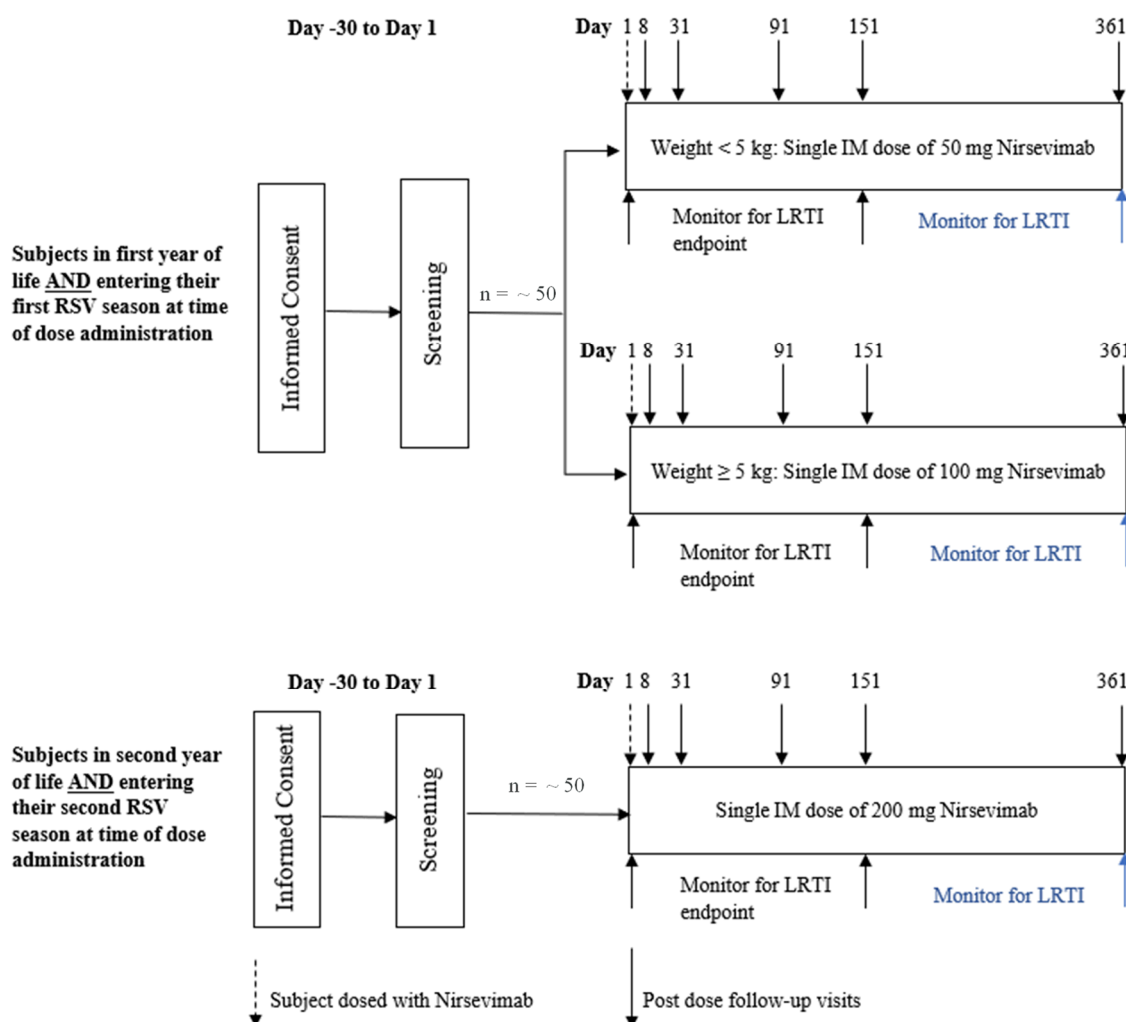 Day -30 to Day 1
Day 1 8 31 91 151 361
Weight < 5 kg: Single IM dose of 50 mg Nirsevimab
Monitor for LRTI
endpoint
Monitor for LRTI
Subjects in first year of
life AND entering their
first RSV season at time
of dose administration
Informed Consent
Screening
n = ~ 50
Day 1 8 31 91 151 361
Weight ≥ 5 kg: Single IM dose of 100 mg Nirsevimab
Monitor for LRTI
endpoint
Monitor for LRTI
Day -30 to Day 1
Day 1 8 31 91 151 361
Subjects in second year
of life AND entering
their second RSV
season at time of dose
administration
Informed Consent
Screening
n = ~ 50
Single IM dose of 200 mg Nirsevimab
Monitor for LRTI
endpoint
Monitor for LRTI
Subject dosed with Nirsevimab
Post dose follow-up visits